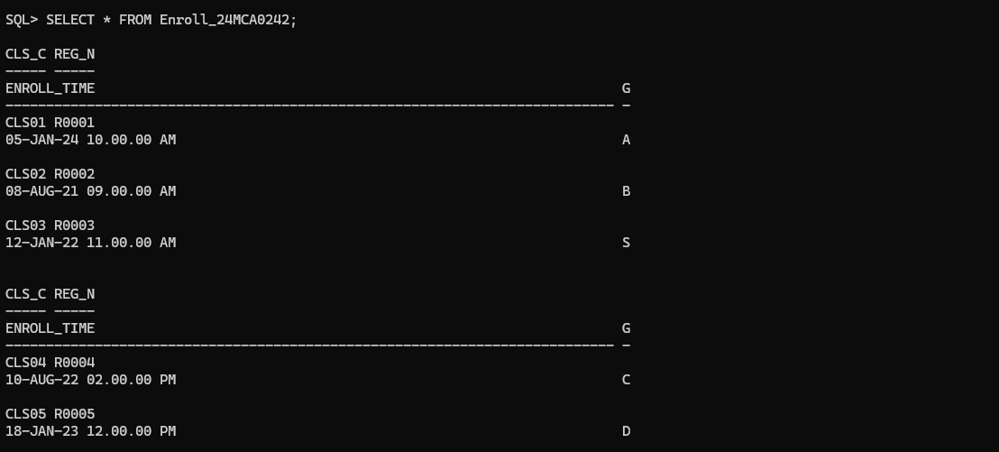 SQL> SELECT * FROM Enroll_24MCA0242;
CLS_C REG_N
----- -----
ENROLL_TIME                                                                 G
--------------------------------------------------------------------------- -
CLS01 R0001
05-JAN-24 10.00.00 AM                                                       A
CLS02 R0002
08-AUG-21 09.00.00 AM                                                       B
CLS03 R0003
12-JAN-22 11.00.00 AM                                                       S
CLS_C REG_N
----- -----
ENROLL_TIME                                                                 G
--------------------------------------------------------------------------- -
CLS04 R0004
10-AUG-22 02.00.00 PM                                                       C
CLS05 R0005
18-JAN-23 12.00.00 PM                                                       D